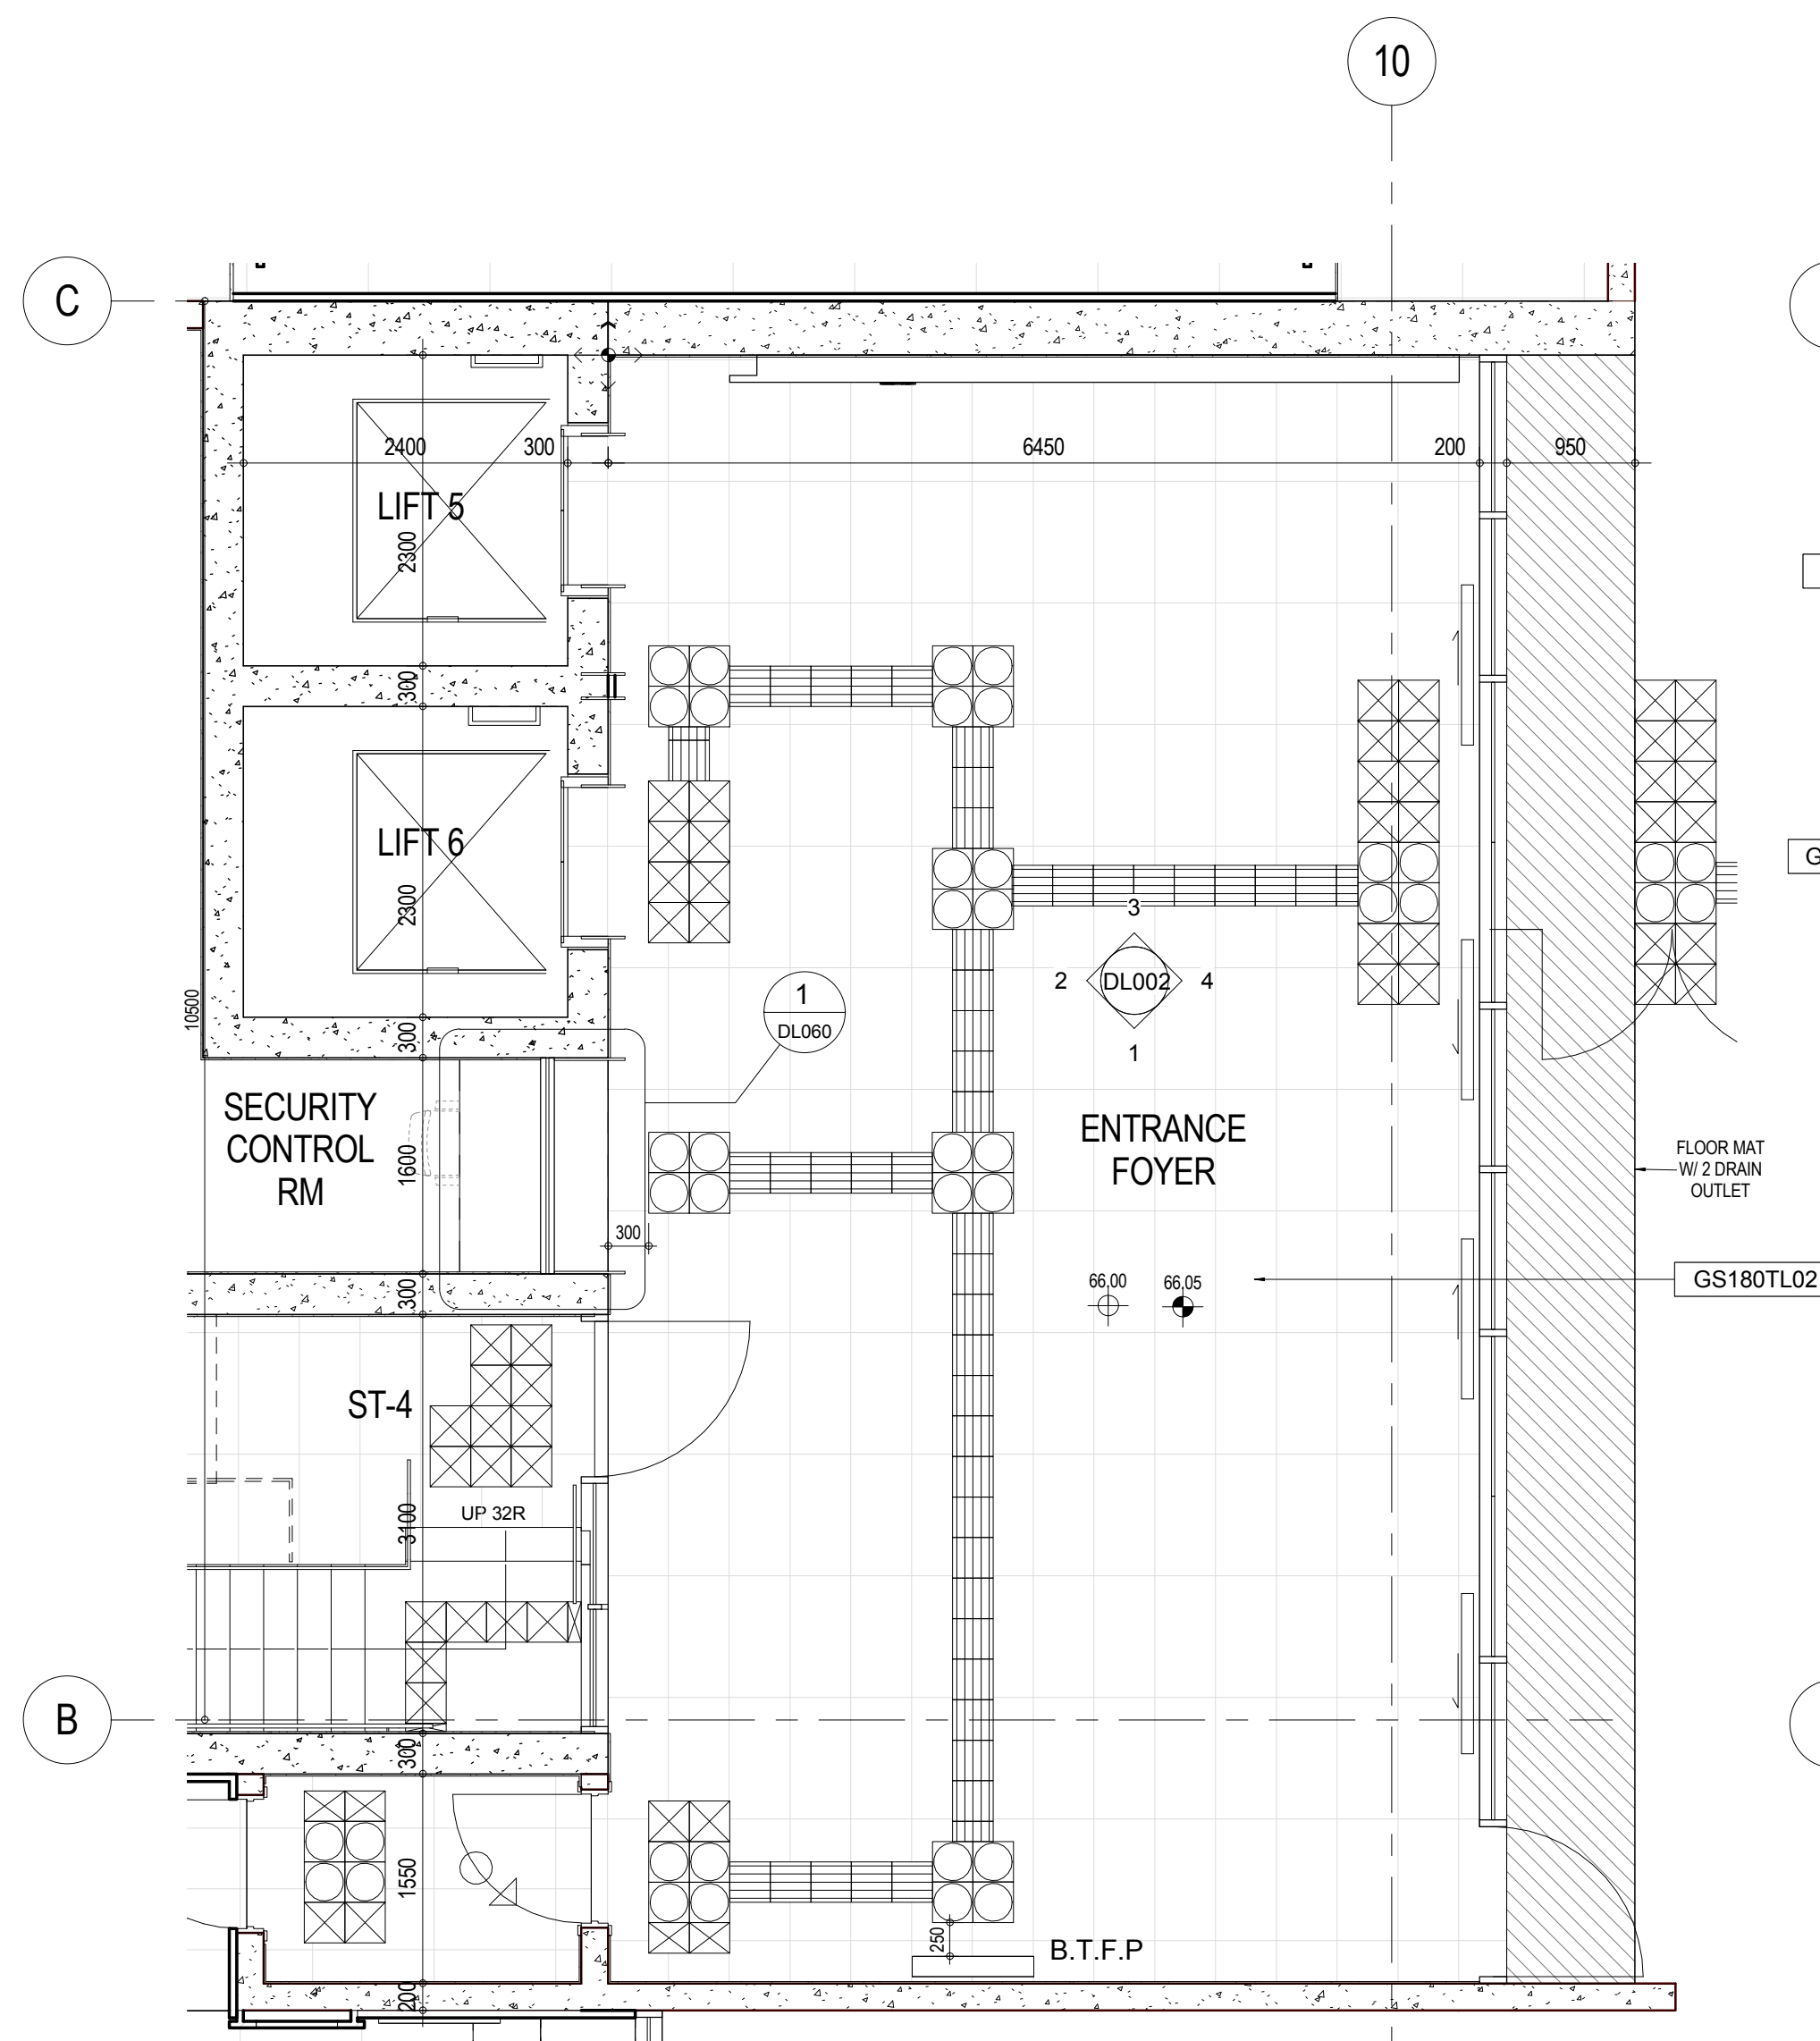 10
C
2400
300
6450
200
950
LIFT 5
2300
300
LIFT 6
2300
G
3
2
DL002
4
1
1
DL060
10500
300
SECURITY
CONTROL
RM
1600
ENTRANCE
FOYER
FLOOR MAT
W/ 2 DRAIN
OUTLET
300
66.00
66.05
GS180TL02
300
ST-4
UP 32R
3100
B
300
1550
250
B.T.F.P
200